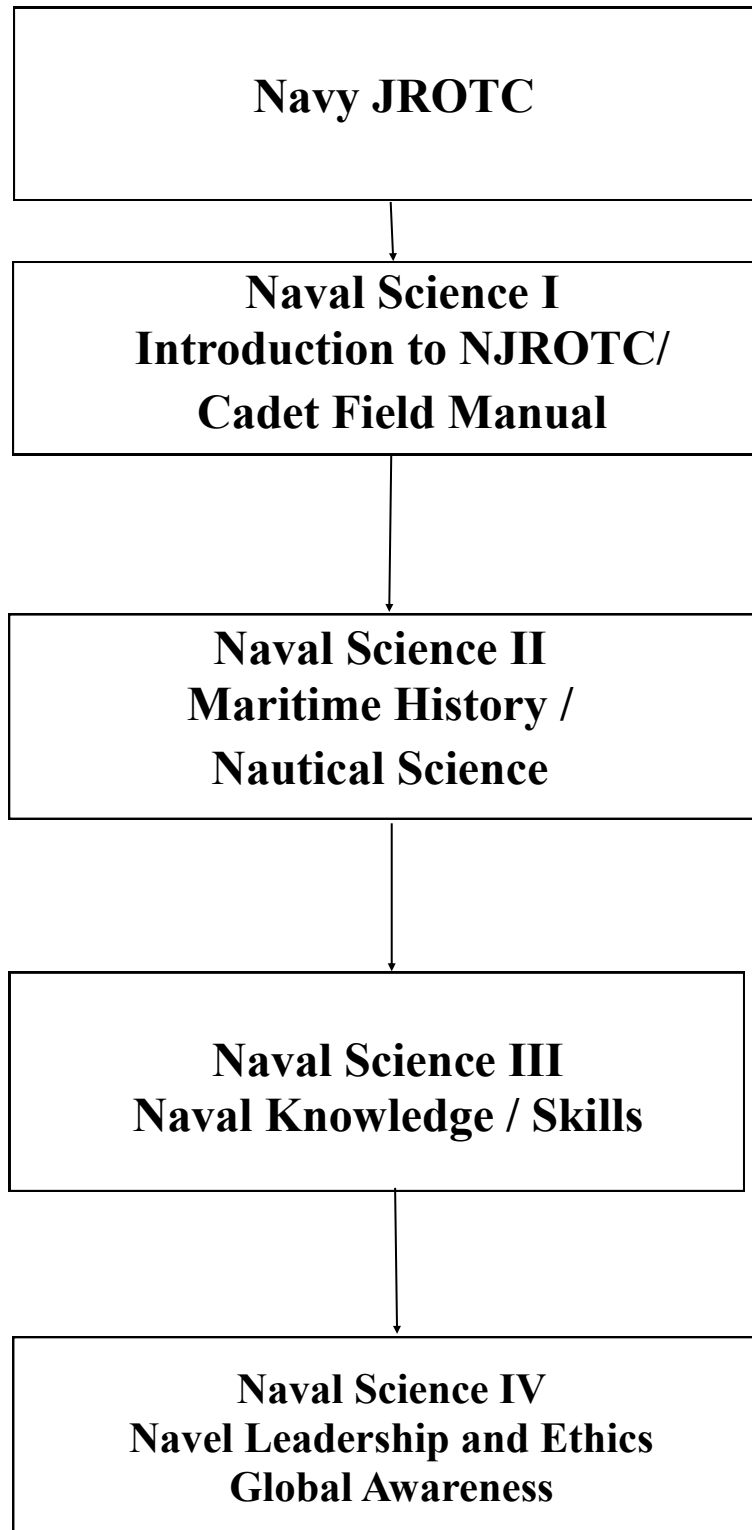 Navy JROTC
Naval Science I
Introduction to NJROTC/
Cadet Field Manual
Naval Science II
Maritime History /
Nautical Science
Naval Science III
Naval Knowledge / Skills
Naval Science IV
Navel Leadership and Ethics
Global Awareness